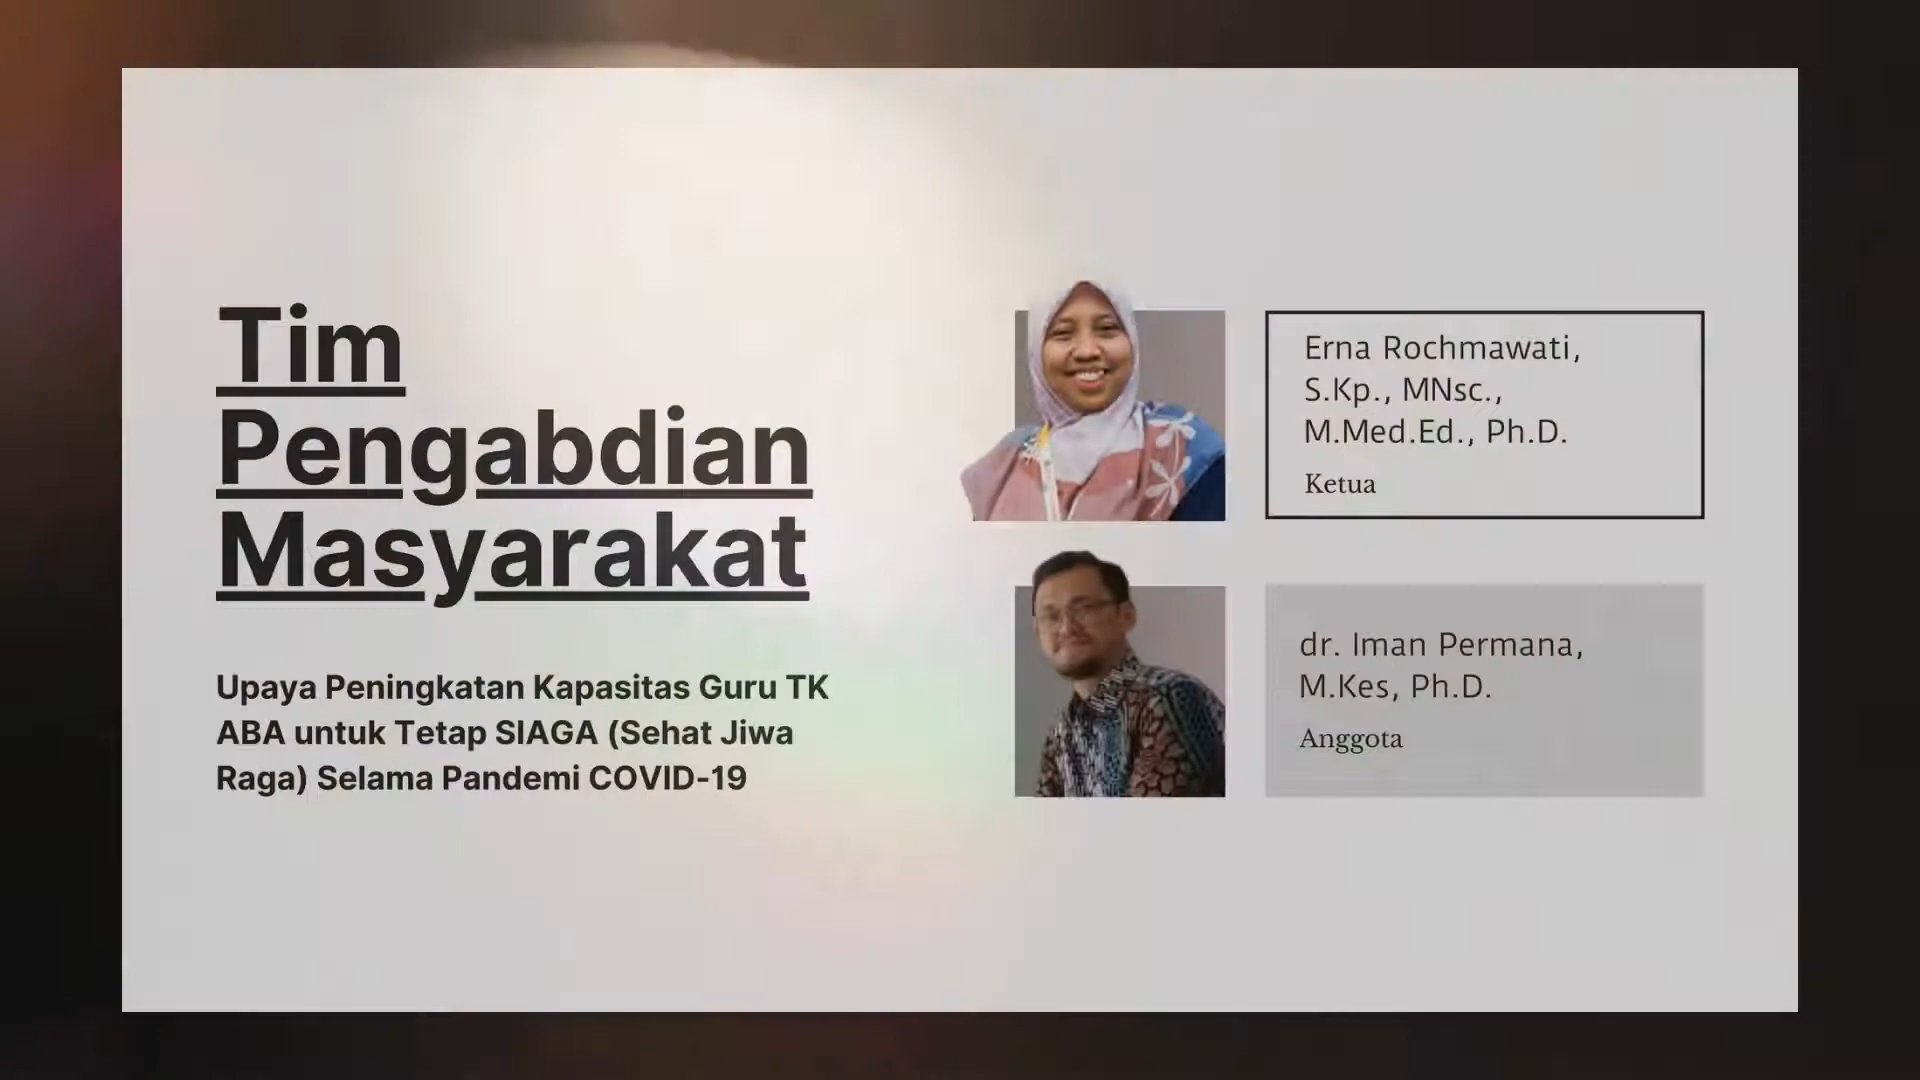 Tim
Pengabdian
Masyarakat
Upaya Peningkatan Kapasitas Guru TK
ABA untuk Tetap SIAGA (Sehat Jiwa
Raga) Selama Pandemi COVID-19
Erna Rochmawati,
S.Kp., MNsc.,
M.Med.Ed., Ph.D.
Ketua
dr. Iman Permana,
M.Kes, Ph.D.
Anggota